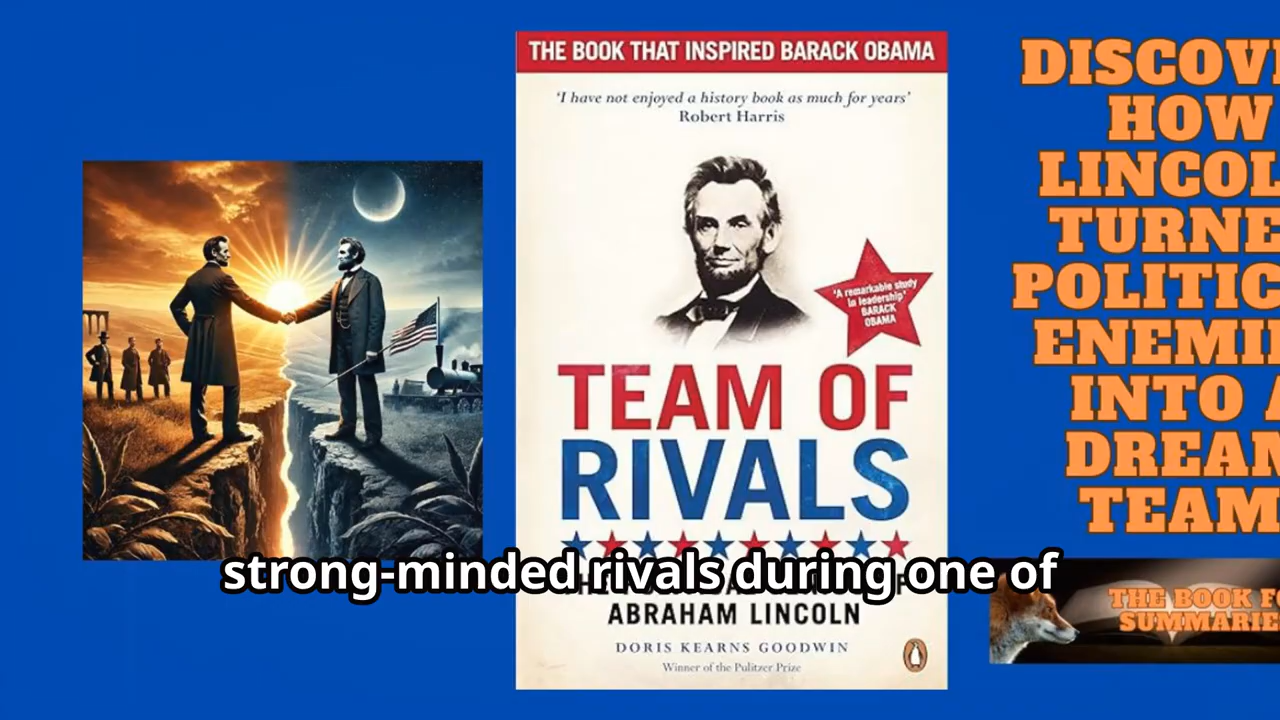 THE BOOK THAT INSPIRED BARACK OBAMA
'I have not enjoyed a history book as much for years'
Robert Harris
'A remarkable study
in leadership'
BARACK
OBAMA
TEAM OF
RIVALS
ABRAHAM LINCOLN
DORIS KEARNS GOODWIN
Winner of the Pulitzer Prize
strong-minded rivals during one of
DISCOV
HOW
LINCOL
TURNE
POLITIC
ENEMI
INTO A
DREAM
TEAM
THE BOOK FO
SUMMARIE